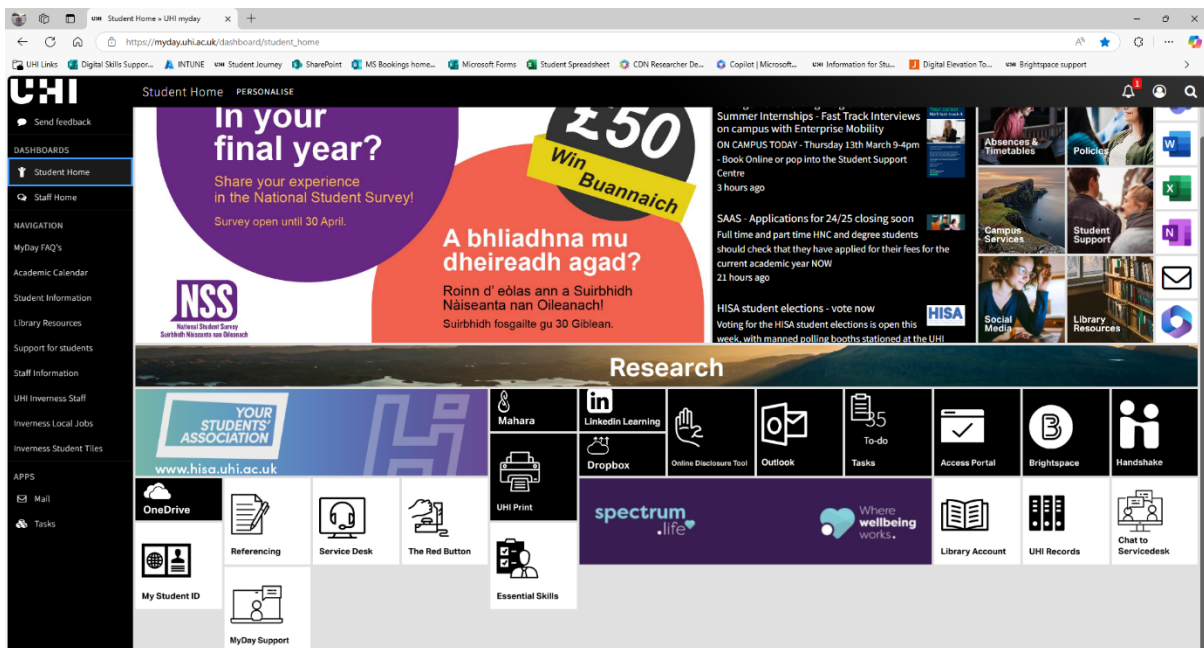 UHI Student Home » UHI myday
https://myday.uhi.ac.uk/dashboard/student_home
UHI Links
Digital Skills Suppor...
INTUNE
UHI Student Journey
SharePoint
MS Bookings home...
Microsoft Forms
Student Spreadsheet
CDN Researcher De...
Copilot | Microsoft...
UHI Information for Stu...
Digital Elevation To...
UHI Brightspace support
UHI
Student Home PERSONALISE
1
Send feedback
DASHBOARDS
Student Home
Staff Home
NAVIGATION
MyDay FAQ's
Academic Calendar
Student Information
Library Resources
Support for students
Staff Information
UHI Inverness Staff
Inverness Local Jobs
Inverness Student Tiles
APPS
Mail
Tasks
In your
final year?
Share your experience
in the National Student Survey!
Survey open until 30 April.
NSS
National Student Survey
Suirbhidh Nàiseanta nan Oileanach
£50
Win
Buannaich
A bhliadhna mu
dheireadh agad?
Roinn d' eòlas ann a Suirbhidh
Nàiseanta nan Oileanach!
Suirbhidh fosgailte gu 30 Giblean.
Summer Internships - Fast Track Interviews
on campus with Enterprise Mobility
ON CAMPUS TODAY - Thursday 13th March 9-4pm
- Book Online or pop into the Student Support
Centre
3 hours ago
SAAS - Applications for 24/25 closing soon
Full time and part time HNC and degree students
should check that they have applied for their fees for the
current academic year NOW
21 hours ago
HISA student elections - vote now
HISA
Voting for the HISA student elections is open this
week, with manned polling booths stationed at the UHI
Absences &
Timetables
Policies
Campus
Services
Student
Support
Social
Media
Library
Resources
W
X
N
Research
YOUR
STUDENTS'
ASSOCIATION
www.hisa.uhi.ac.uk
Mahara
in
LinkedIn Learning
Dropbox
Online Disclosure Tool
Outlook
35
To-do
Tasks
Access Portal
B
Brightspace
Handshake
OneDrive
Referencing
Service Desk
The Red Button
UHI Print
spectrum
.life
Where
wellbeing
works.
Library Account
UHI Records
Chat to
Servicedesk
My Student ID
MyDay Support
Essential Skills